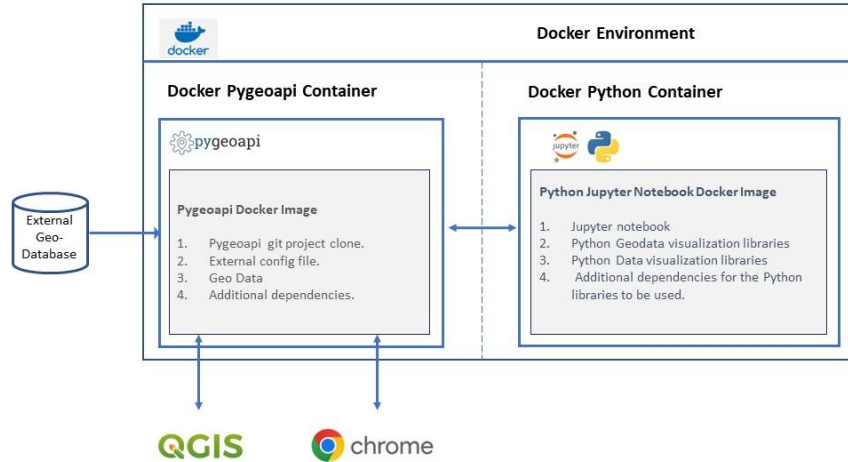 docker
Docker Environment
Docker Pygeoapi Container
Docker Python Container
pygeoapi
jupyter
External
Geo-
Database
Pygeoapi Docker Image
1. Pygeoapi git project clone.
2. External config file.
3. Geo Data
4. Additional dependencies.
Python Jupyter Notebook Docker Image
1. Jupyter notebook
2. Python Geodata visualization libraries
3. Python Data visualization libraries
4. Additional dependencies for the Python
libraries to be used.
QGIS
chrome